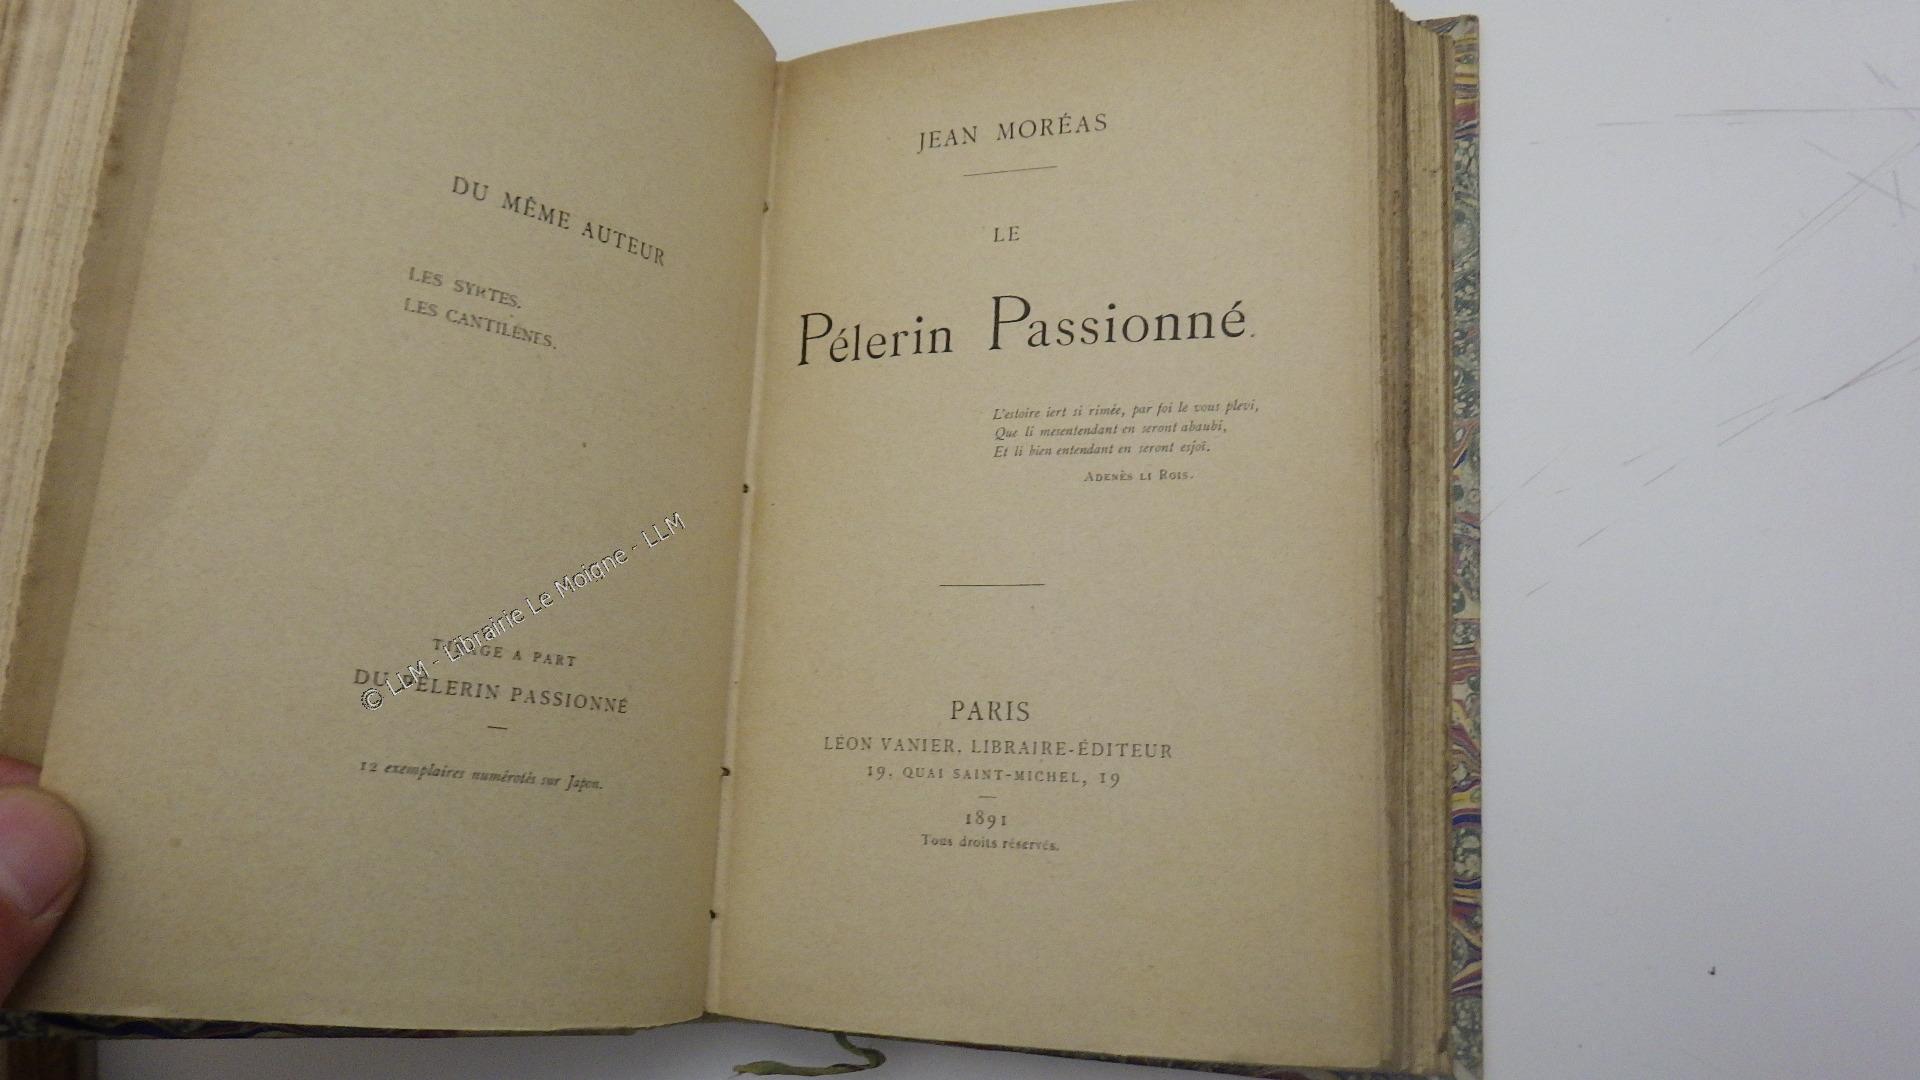 DU MÊME AUTEUR
LES SYRTES.
LES CANTILÈNES.
TIRAGE A PART
DU PÉLERIN PASSIONNÉ
12 exemplaires numérotés sur Japon.
© LLM - Librairie Le Moigne - LLM
JEAN MORÉAS
LE
Pélerin Passionné.
L'estoire iert si rimée, par foi le vous plevi,
Que li mesentendant en seront abaubi,
Et li bien entendant en seront esjoï.
ADENÈS LI ROIS.
PARIS
LÉON VANIER, LIBRAIRE-ÉDITEUR
19, QUAI SAINT-MICHEL, 19
1891
Tous droits réservés.